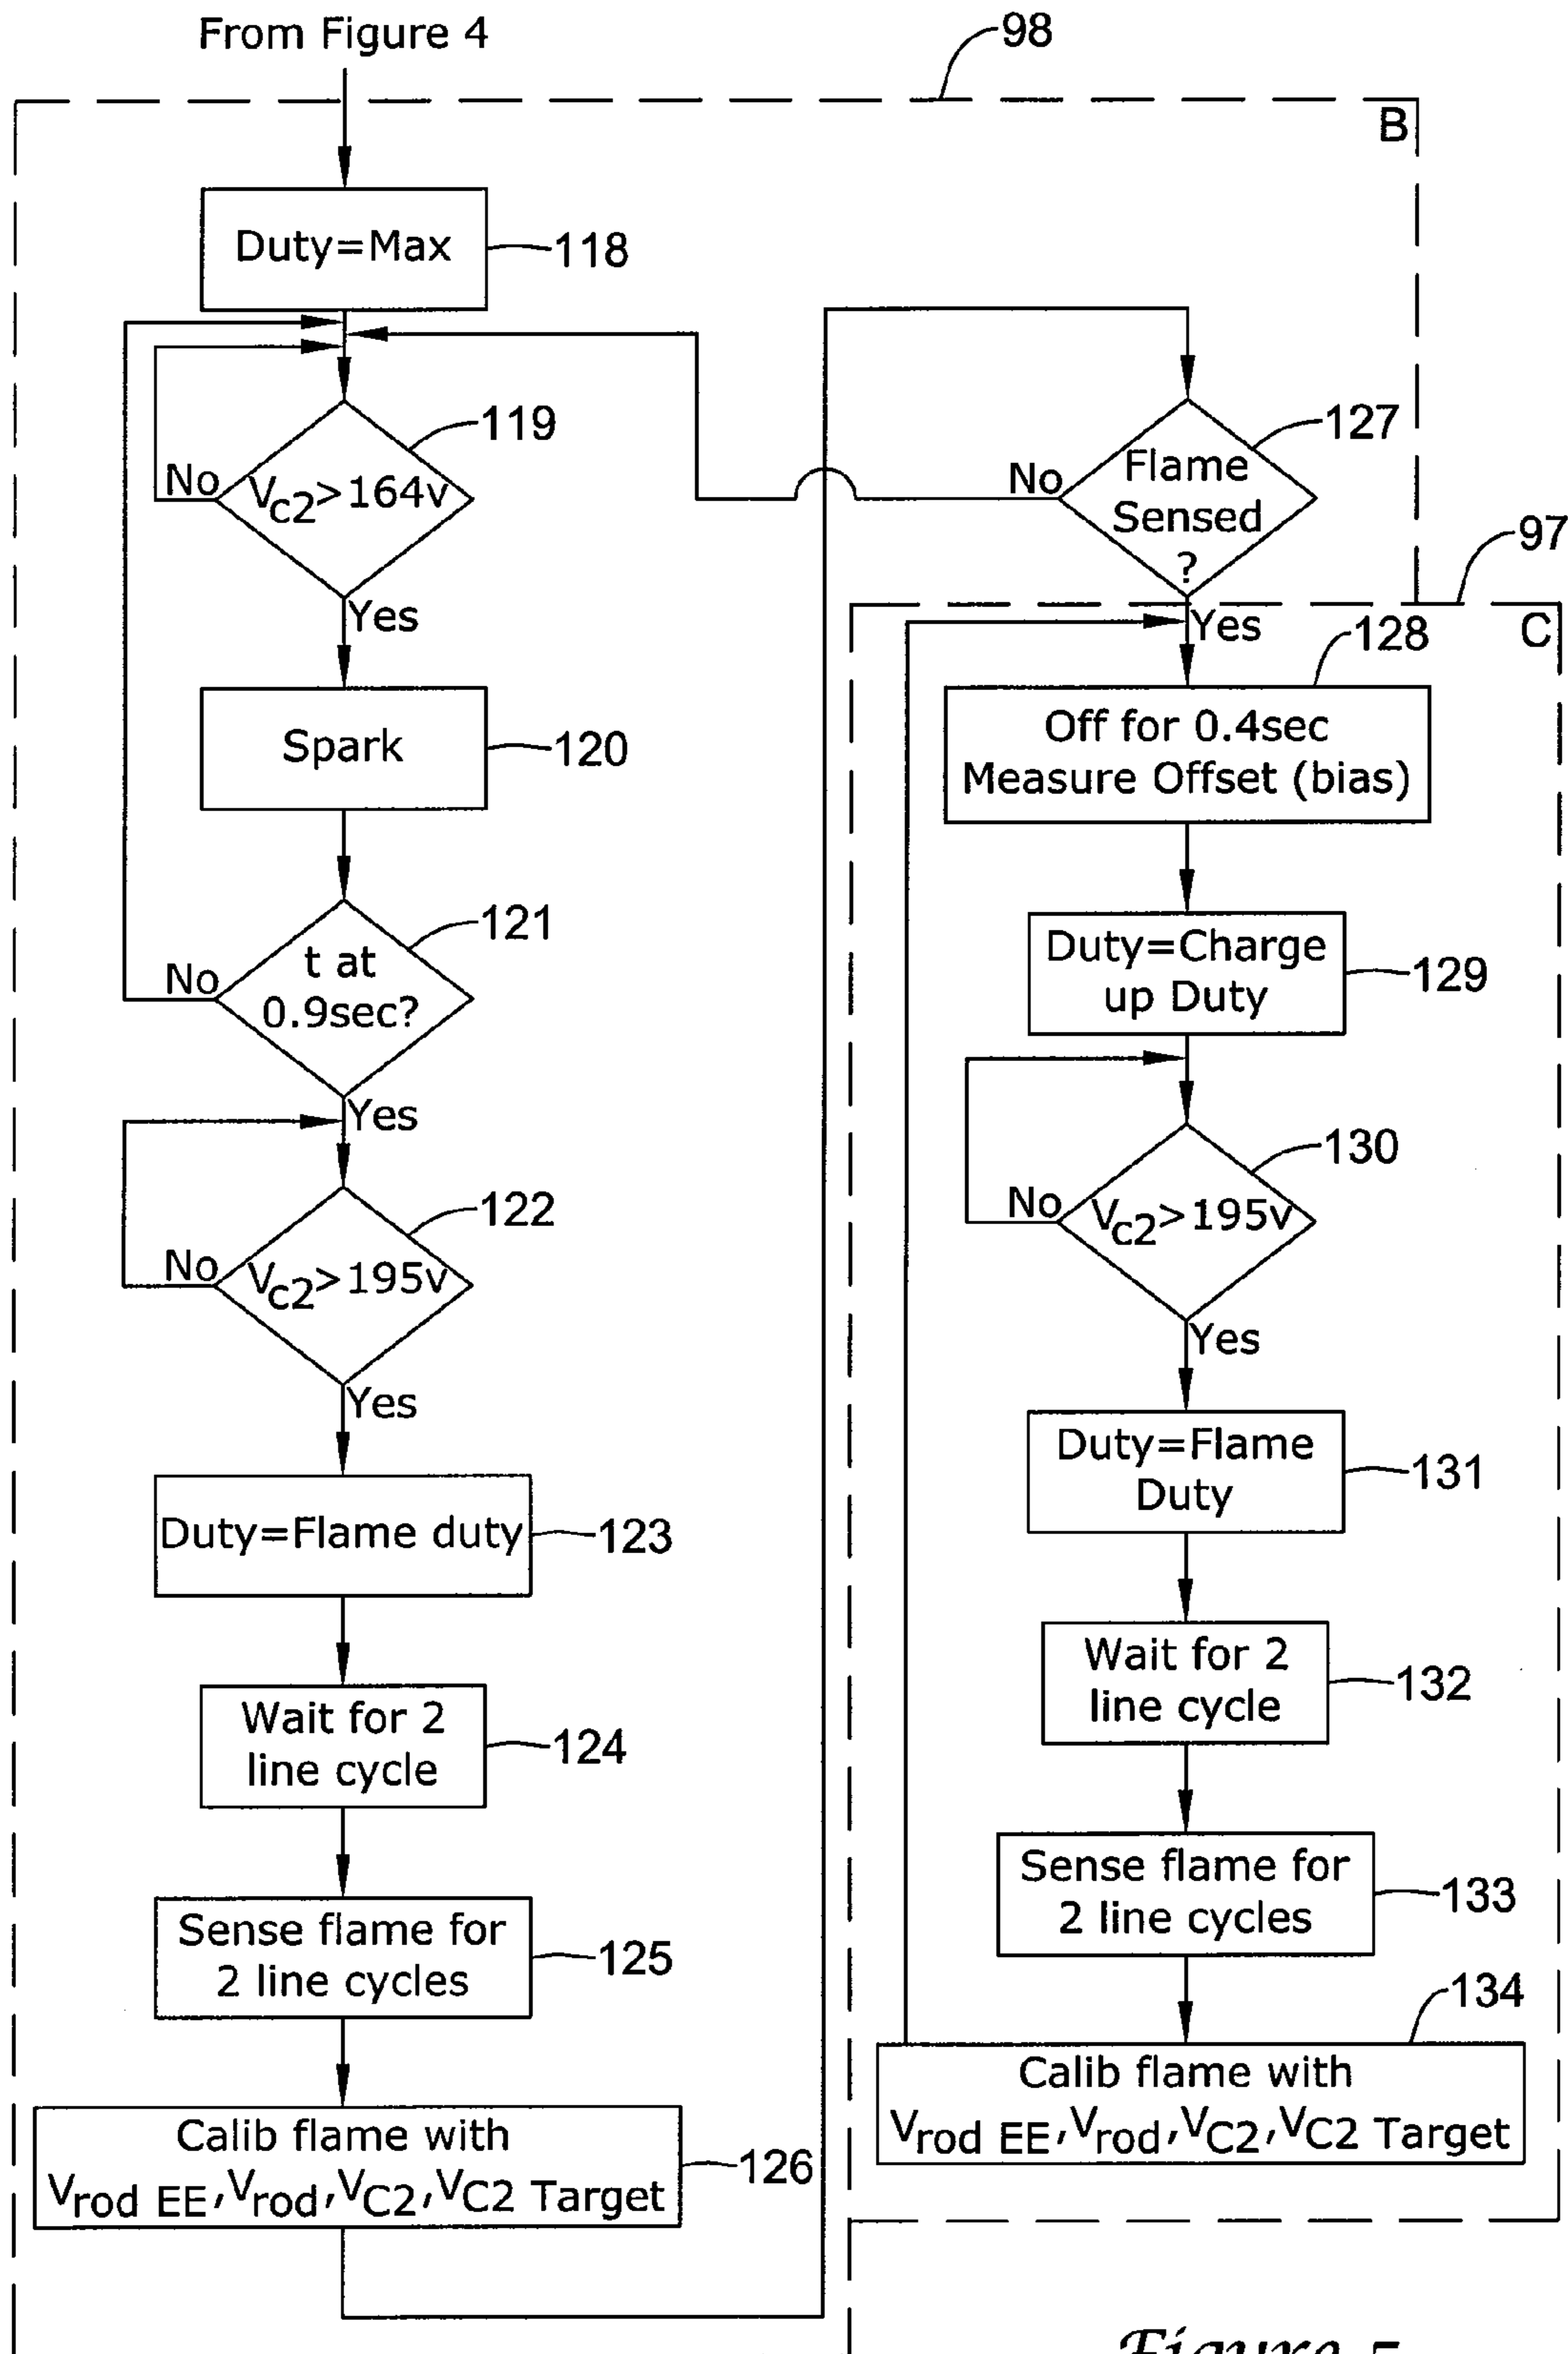 From Figure 4
98
B
Duty=Max
118
119
No
Vc2>164v
Yes
Spark
120
121
No
t at
0.9sec?
Yes
122
No
Vc2>195v
Yes
Duty=Flame duty
123
Wait for 2
line cycle
124
Sense flame for
2 line cycles
125
Calib flame with
Vrod EE,Vrod,VC2,VC2 Target
126
127
No
Flame
Sensed
?
Yes
97
C
128
Off for 0.4sec
Measure Offset (bias)
Duty=Charge
up Duty
129
130
No
Vc2>195v
Yes
Duty=Flame
Duty
131
Wait for 2
line cycle
132
Sense flame for
2 line cycles
133
134
Calib flame with
Vrod EE,Vrod,VC2,VC2 Target
Figure 5